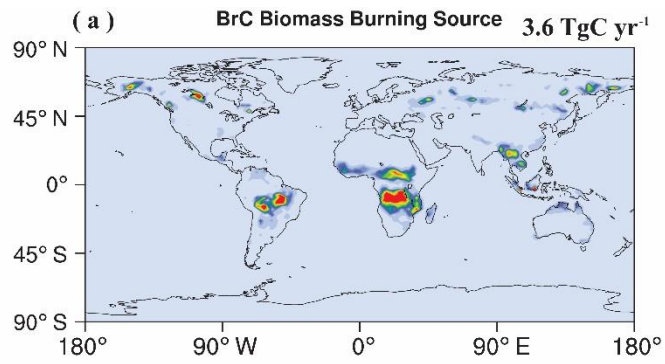 ( a ) BrC Biomass Burning Source 3.6 TgC yr⁻¹
90° N
45° N
0°
45° S
90° S
180° 90° W 0° 90° E 180°